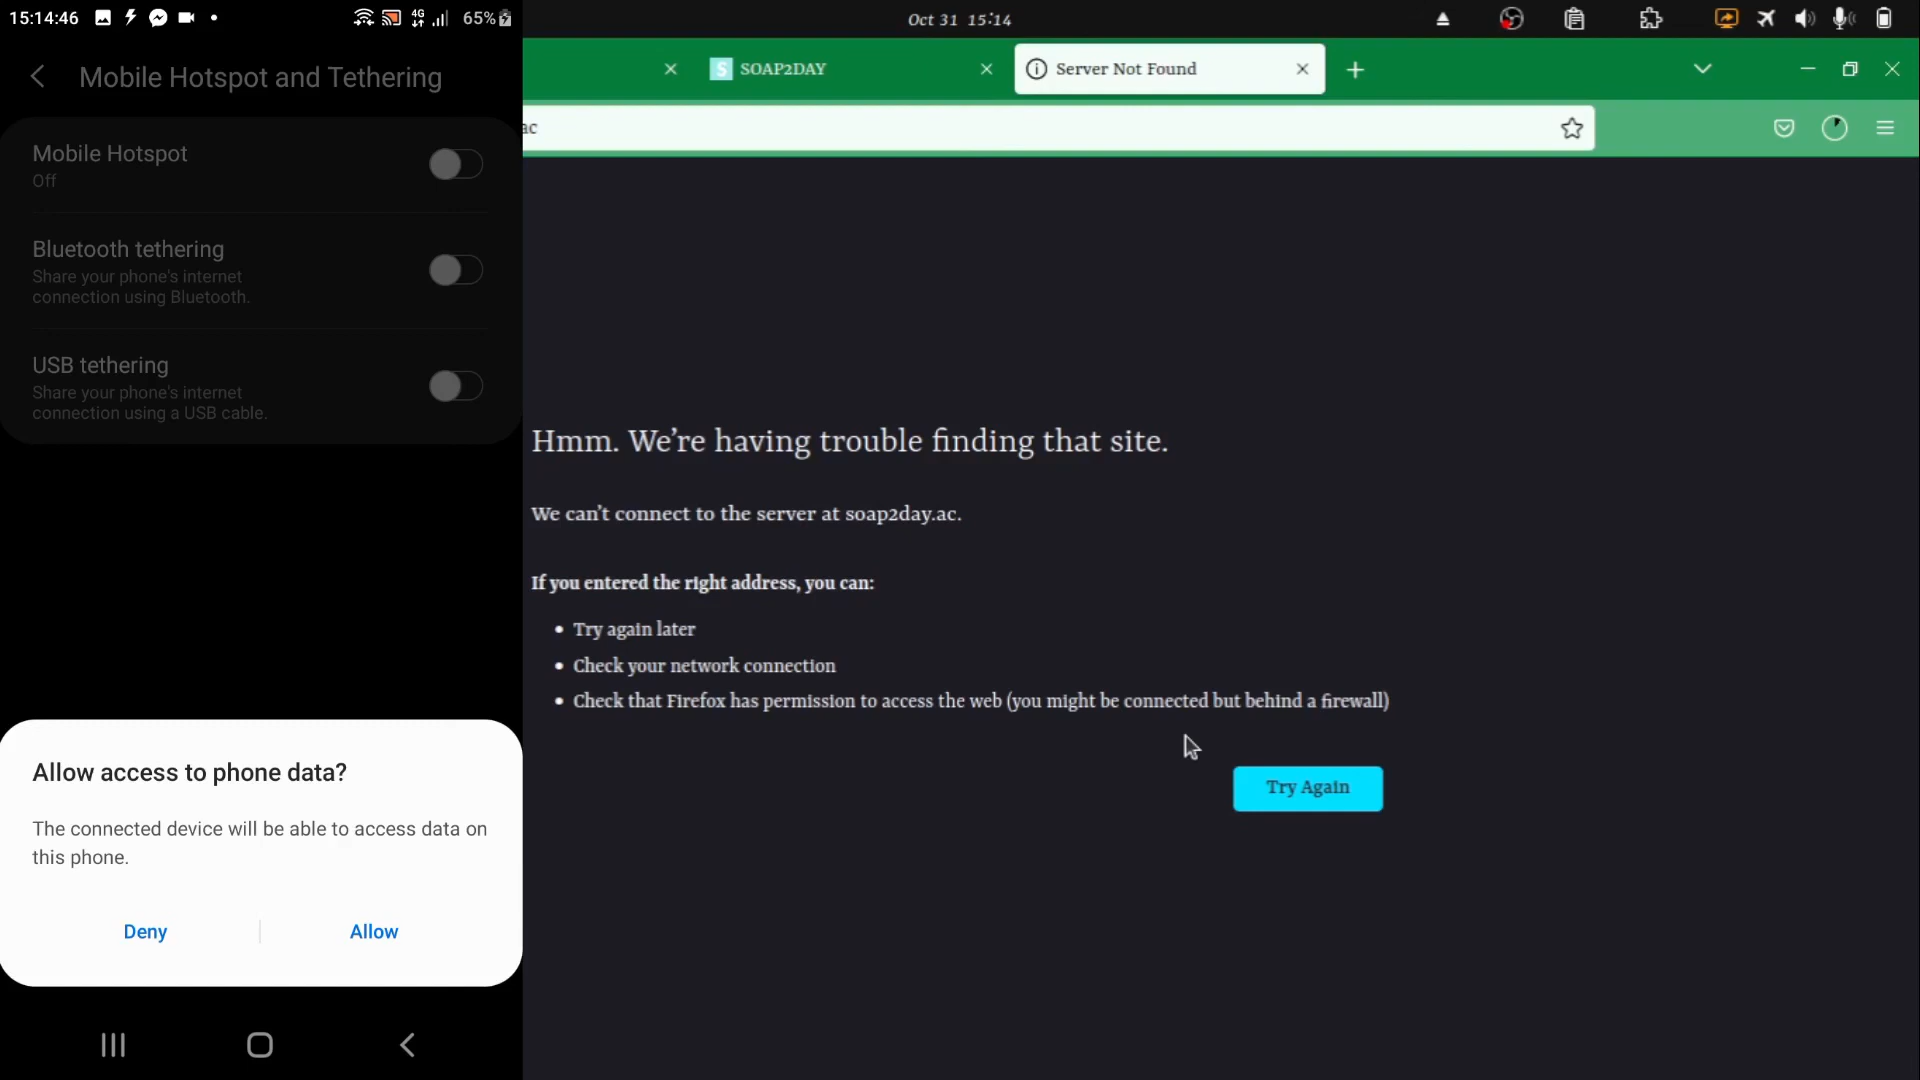 15:14:46
4G
65%
Mobile Hotspot and Tethering
Mobile Hotspot
Off
Bluetooth tethering
Share your phone's internet
connection using Bluetooth.
USB tethering
Share your phone's internet
connection using a USB cable.
Allow access to phone data?
The connected device will be able to access data on
this phone.
Deny
Allow
Oct 31 15:14
S SOAP2DAY
Server Not Found
ac
Hmm. We're having trouble finding that site.
We can't connect to the server at soap2day.ac.
If you entered the right address, you can:
• Try again later
• Check your network connection
• Check that Firefox has permission to access the web (you might be connected but behind a firewall)
Try Again